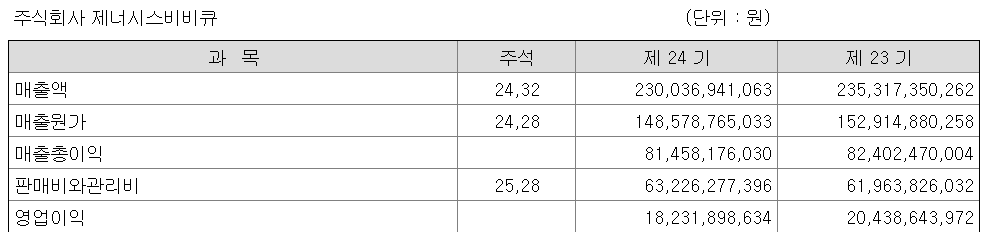 주식회사 제너시스비비큐 (단위 : 원)
과 목 주석 제 24 기 제 23 기
매출액 24,32 230,036,941,063 235,317,350,262
매출원가 24,28 148,578,765,033 152,914,880,258
매출총이익 81,458,176,030 82,402,470,004
판매비와관리비 25,28 63,226,277,396 61,963,826,032
영업이익 18,231,898,634 20,438,643,972